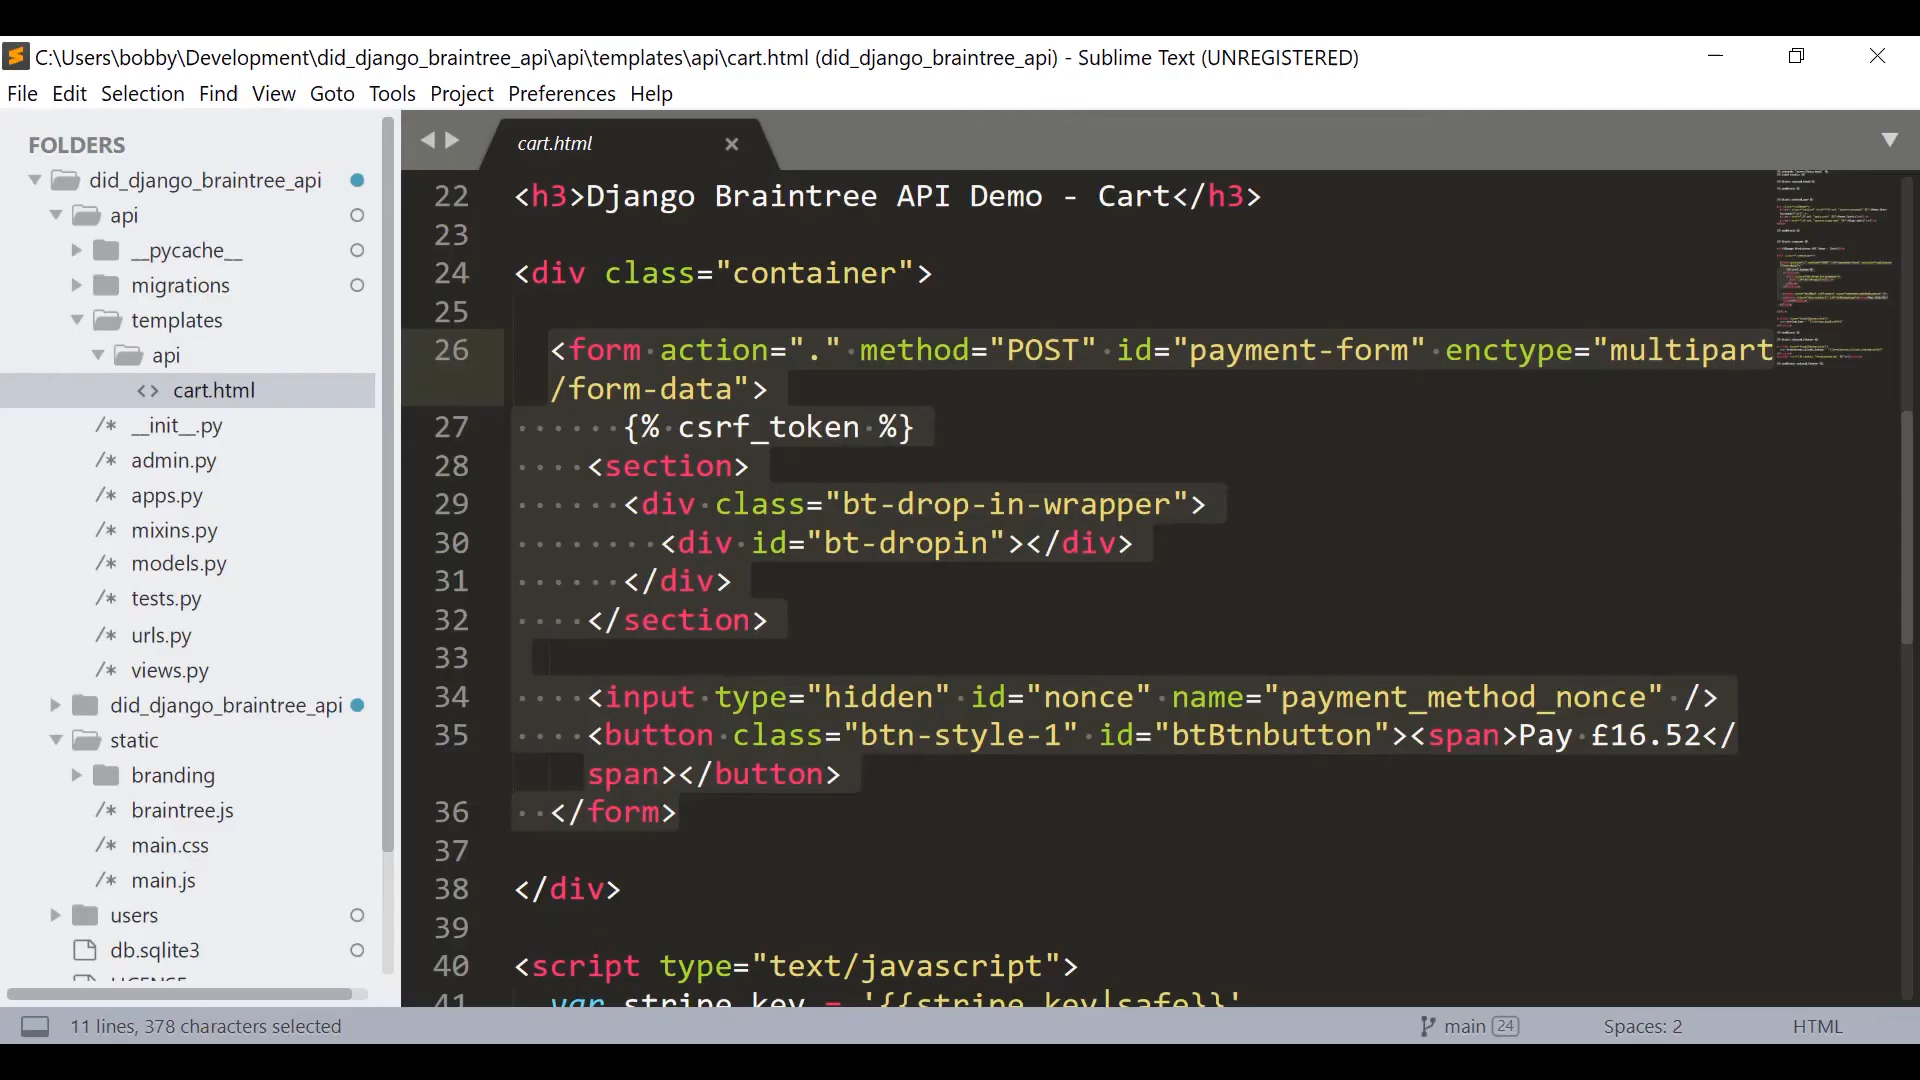 C:\Users\bobby\Development\did_django_braintree_api\api\templates\api\cart.html (did_django_braintree_api) - Sublime Text (UNREGISTERED)
File Edit Selection Find View Goto Tools Project Preferences Help
FOLDERS
did_django_braintree_api
api
__pycache__
migrations
templates
api
<> cart.html
/* __init__.py
/* admin.py
/* apps.py
/* mixins.py
/* models.py
/* tests.py
/* urls.py
/* views.py
did_django_braintree_api
static
branding
/* braintree.js
/* main.css
/* main.js
users
db.sqlite3
cart.html
22 <h3>Django Braintree API Demo - Cart</h3>
23
24 <div class="container">
25
26 <form action="." method="POST" id="payment-form" enctype="multipart
/form-data">
27 {% csrf_token %}
28 <section>
29 <div class="bt-drop-in-wrapper">
30 <div id="bt-dropin"></div>
31 </div>
32 </section>
33
34 <input type="hidden" id="nonce" name="payment_method_nonce" />
35 <button class="btn-style-1" id="btBtnbutton"><span>Pay £16.52</
span></button>
36 </form>
37
38 </div>
39
40 <script type="text/javascript">
41 var stripe_key = '{{stripe_key|safe}}'
11 lines, 378 characters selected
main 24
Spaces: 2
HTML